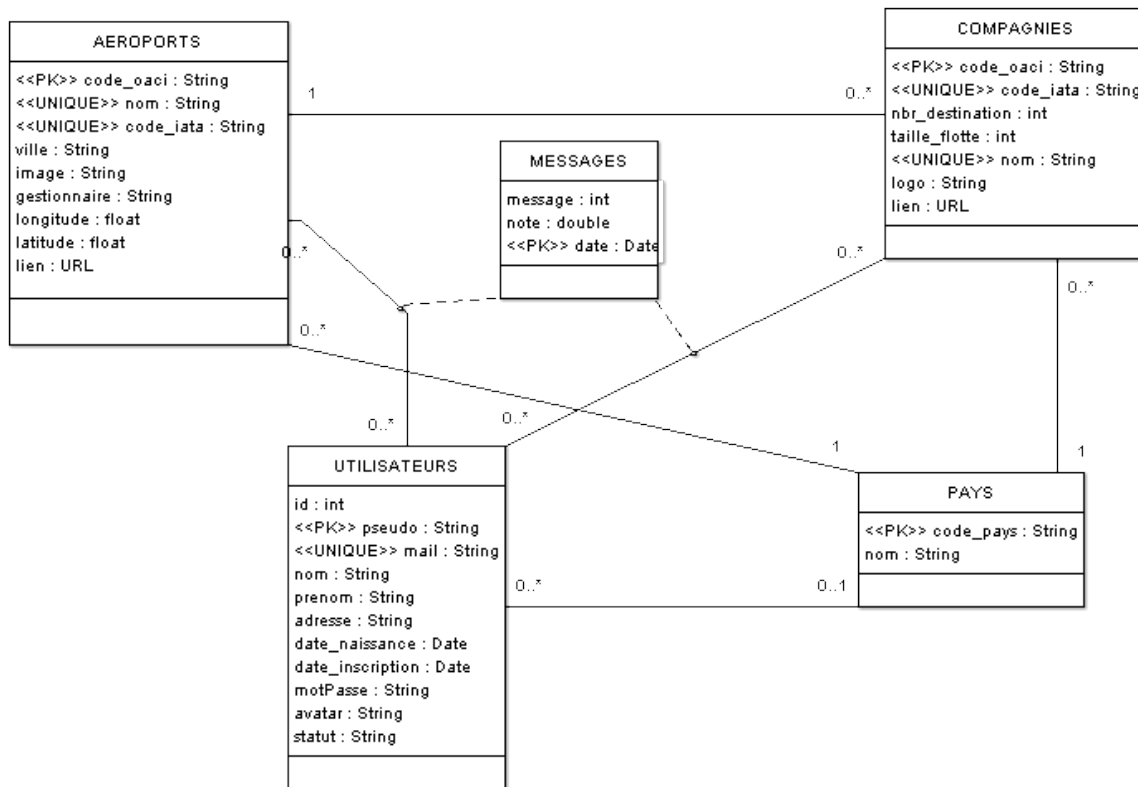 AEROPORTS
<<PK>> code_oaci : String
<<UNIQUE>> nom : String
<<UNIQUE>> code_iata : String
ville : String
image : String
gestionnaire : String
longitude : float
latitude : float
lien : URL
1
0..*
COMPAGNIES
<<PK>> code_oaci : String
<<UNIQUE>> code_iata : String
nbr_destination : int
taille_flotte : int
<<UNIQUE>> nom : String
logo : String
lien : URL
MESSAGES
message : int
note : double
<<PK>> date : Date
0..*
0..*
0..*
0..*
0..*
0..*
1
1
UTILISATEURS
id : int
<<PK>> pseudo : String
<<UNIQUE>> mail : String
nom : String
prenom : String
adresse : String
date_naissance : Date
date_inscription : Date
motPasse : String
avatar : String
statut : String
0..*
0..1
PAYS
<<PK>> code_pays : String
nom : String